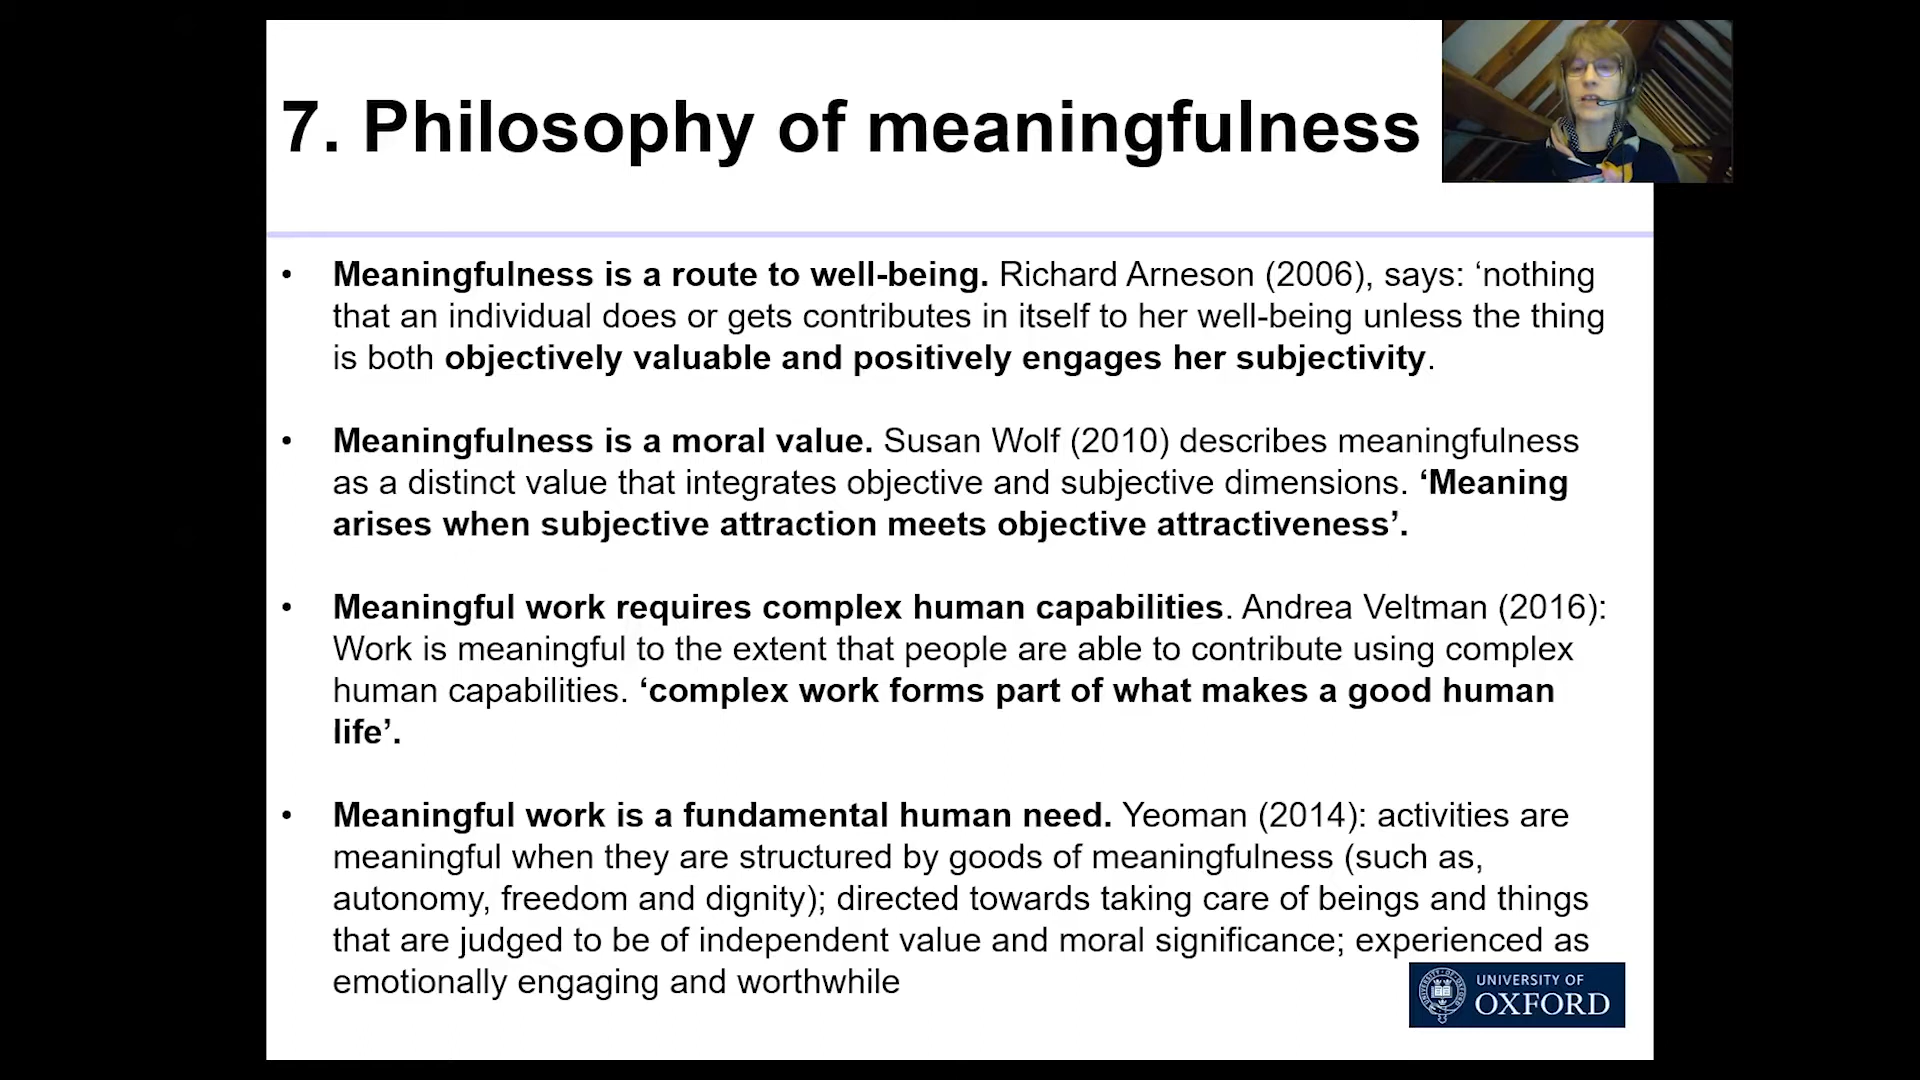 7. Philosophy of meaningfulness
• Meaningfulness is a route to well-being. Richard Arneson (2006), says: ‘nothing
that an individual does or gets contributes in itself to her well-being unless the thing
is both objectively valuable and positively engages her subjectivity.
• Meaningfulness is a moral value. Susan Wolf (2010) describes meaningfulness
as a distinct value that integrates objective and subjective dimensions. ‘Meaning
arises when subjective attraction meets objective attractiveness’.
• Meaningful work requires complex human capabilities. Andrea Veltman (2016):
Work is meaningful to the extent that people are able to contribute using complex
human capabilities. ‘complex work forms part of what makes a good human
life’.
• Meaningful work is a fundamental human need. Yeoman (2014): activities are
meaningful when they are structured by goods of meaningfulness (such as,
autonomy, freedom and dignity); directed towards taking care of beings and things
that are judged to be of independent value and moral significance; experienced as
emotionally engaging and worthwhile
UNIVERSITY OF
OXFORD